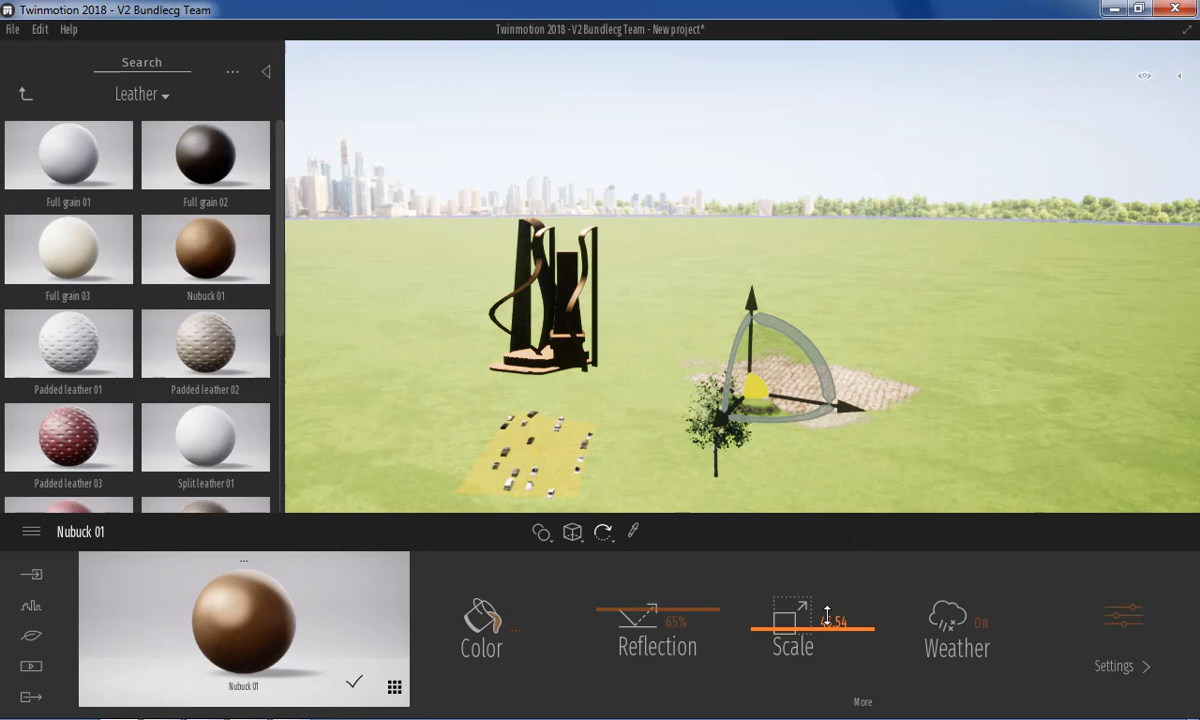 Twinmotion 2018 - V2 Bundlecg Team
File Edit Help
Twinmotion 2018 - V2 Bundlecg Team - New project*
Search
...
Leather
Full grain 01
Full grain 02
Full grain 03
Nubuck 01
Padded leather 01
Padded leather 02
Padded leather 03
Split leather 01
Nubuck 01
...
Nubuck 01
Color
...
65%
Reflection
Scale
On
Weather
Settings
More